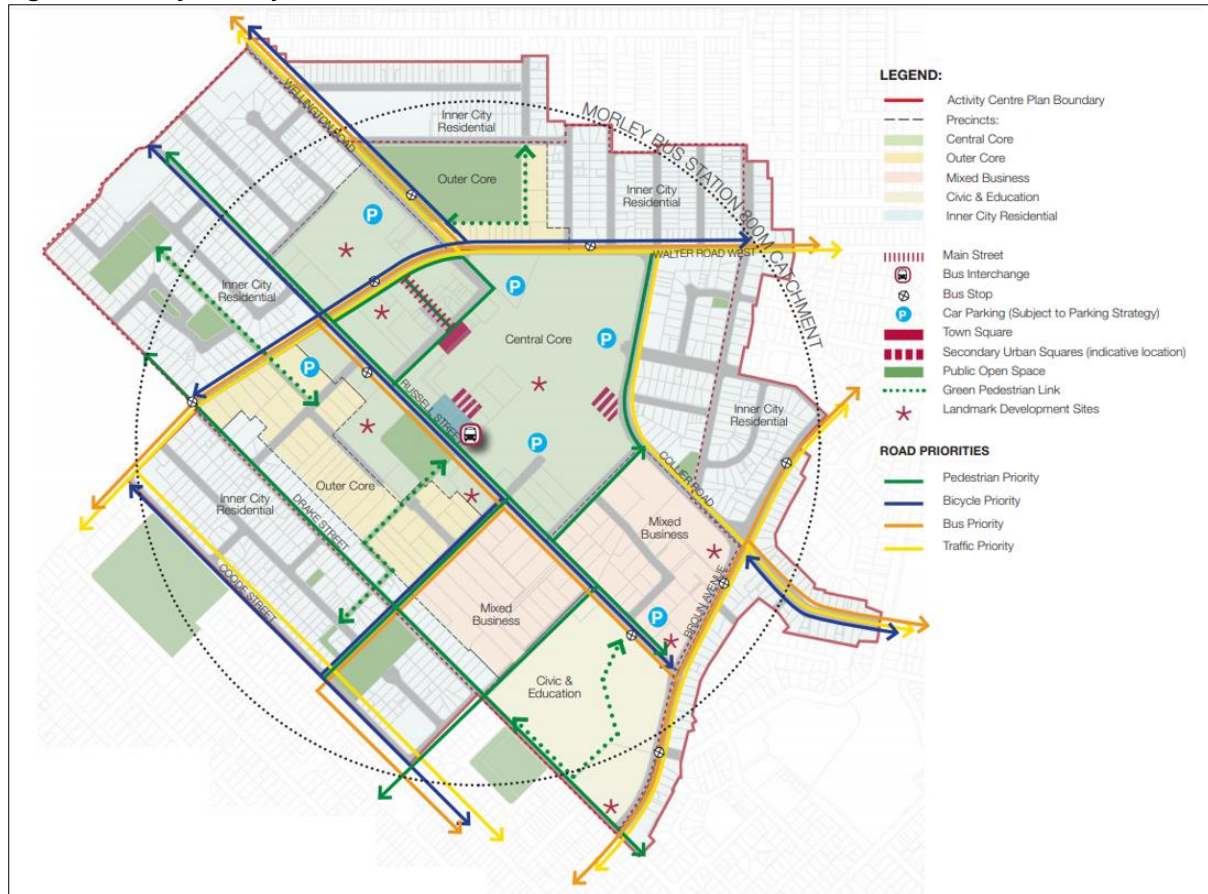 WELLINGTON ROAD
Inner City
Residential
MORLEY BUS STATION 800M CATCHMENT
Outer Core
Inner City
Residential
P
WALTER ROAD WEST
Inner City
Residential
P
Central Core
P
P
RUSSELL STREET
Inner City
Residential
P
COLLIER ROAD
Outer Core
Inner City
Residential
DRAKE STREET
Mixed
Business
COODE STREET
BROUN AVENUE
Mixed
Business
P
Civic &
Education
LEGEND:
Activity Centre Plan Boundary
Precincts:
Central Core
Outer Core
Mixed Business
Civic & Education
Inner City Residential
Main Street
Bus Interchange
Bus Stop
P Car Parking (Subject to Parking Strategy)
Town Square
Secondary Urban Squares (indicative location)
Public Open Space
Green Pedestrian Link
Landmark Development Sites
ROAD PRIORITIES
Pedestrian Priority
Bicycle Priority
Bus Priority
Traffic Priority